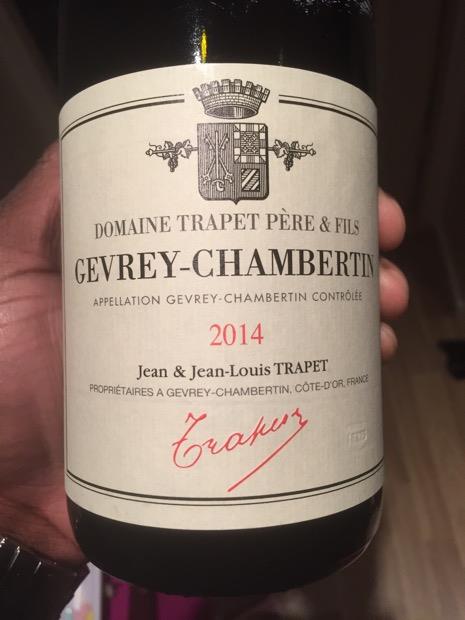 DOMAINE TRAPET PÈRE & FILS
GEVREY-CHAMBERTIN
APPELLATION GEVREY-CHAMBERTIN CONTRÔLÉE
2014
Jean & Jean-Louis TRAPET
PROPRIÉTAIRES A GEVREY-CHAMBERTIN, CÔTE-D'OR, FRANCE
Trapet